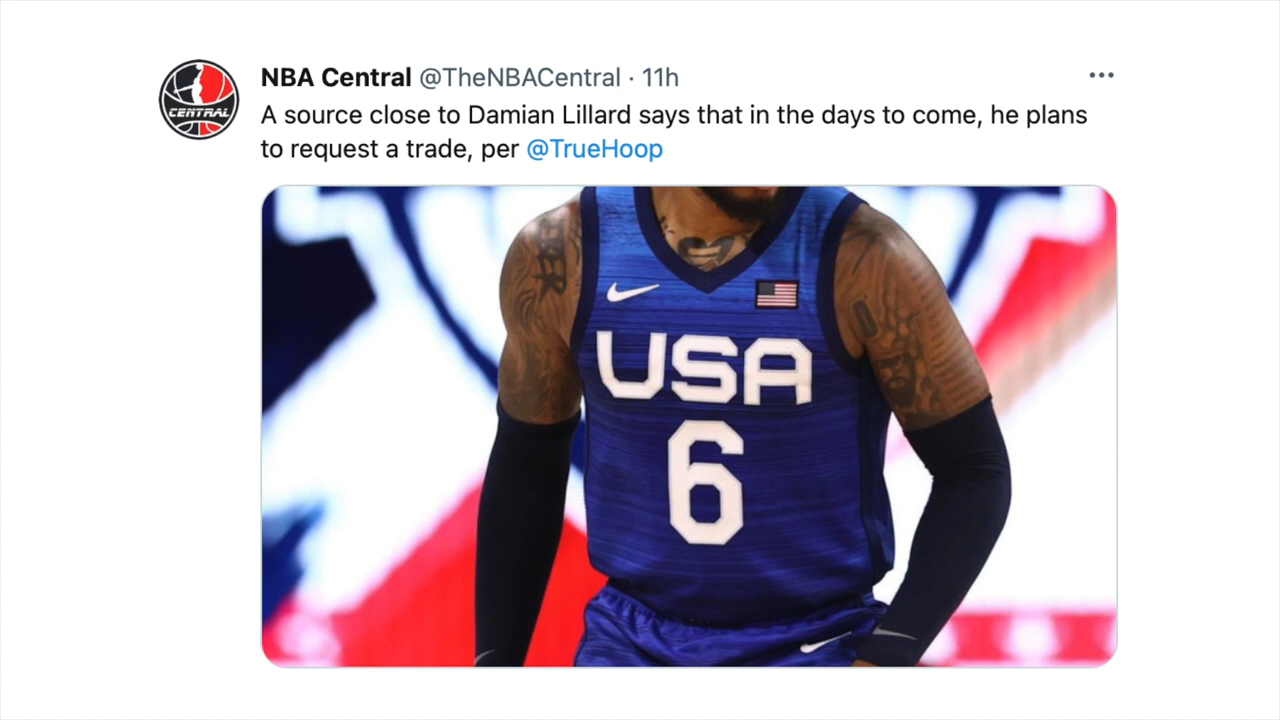 NBA Central @TheNBACentral · 11h
A source close to Damian Lillard says that in the days to come, he plans
to request a trade, per @TrueHoop
CENTRAL
USA
6